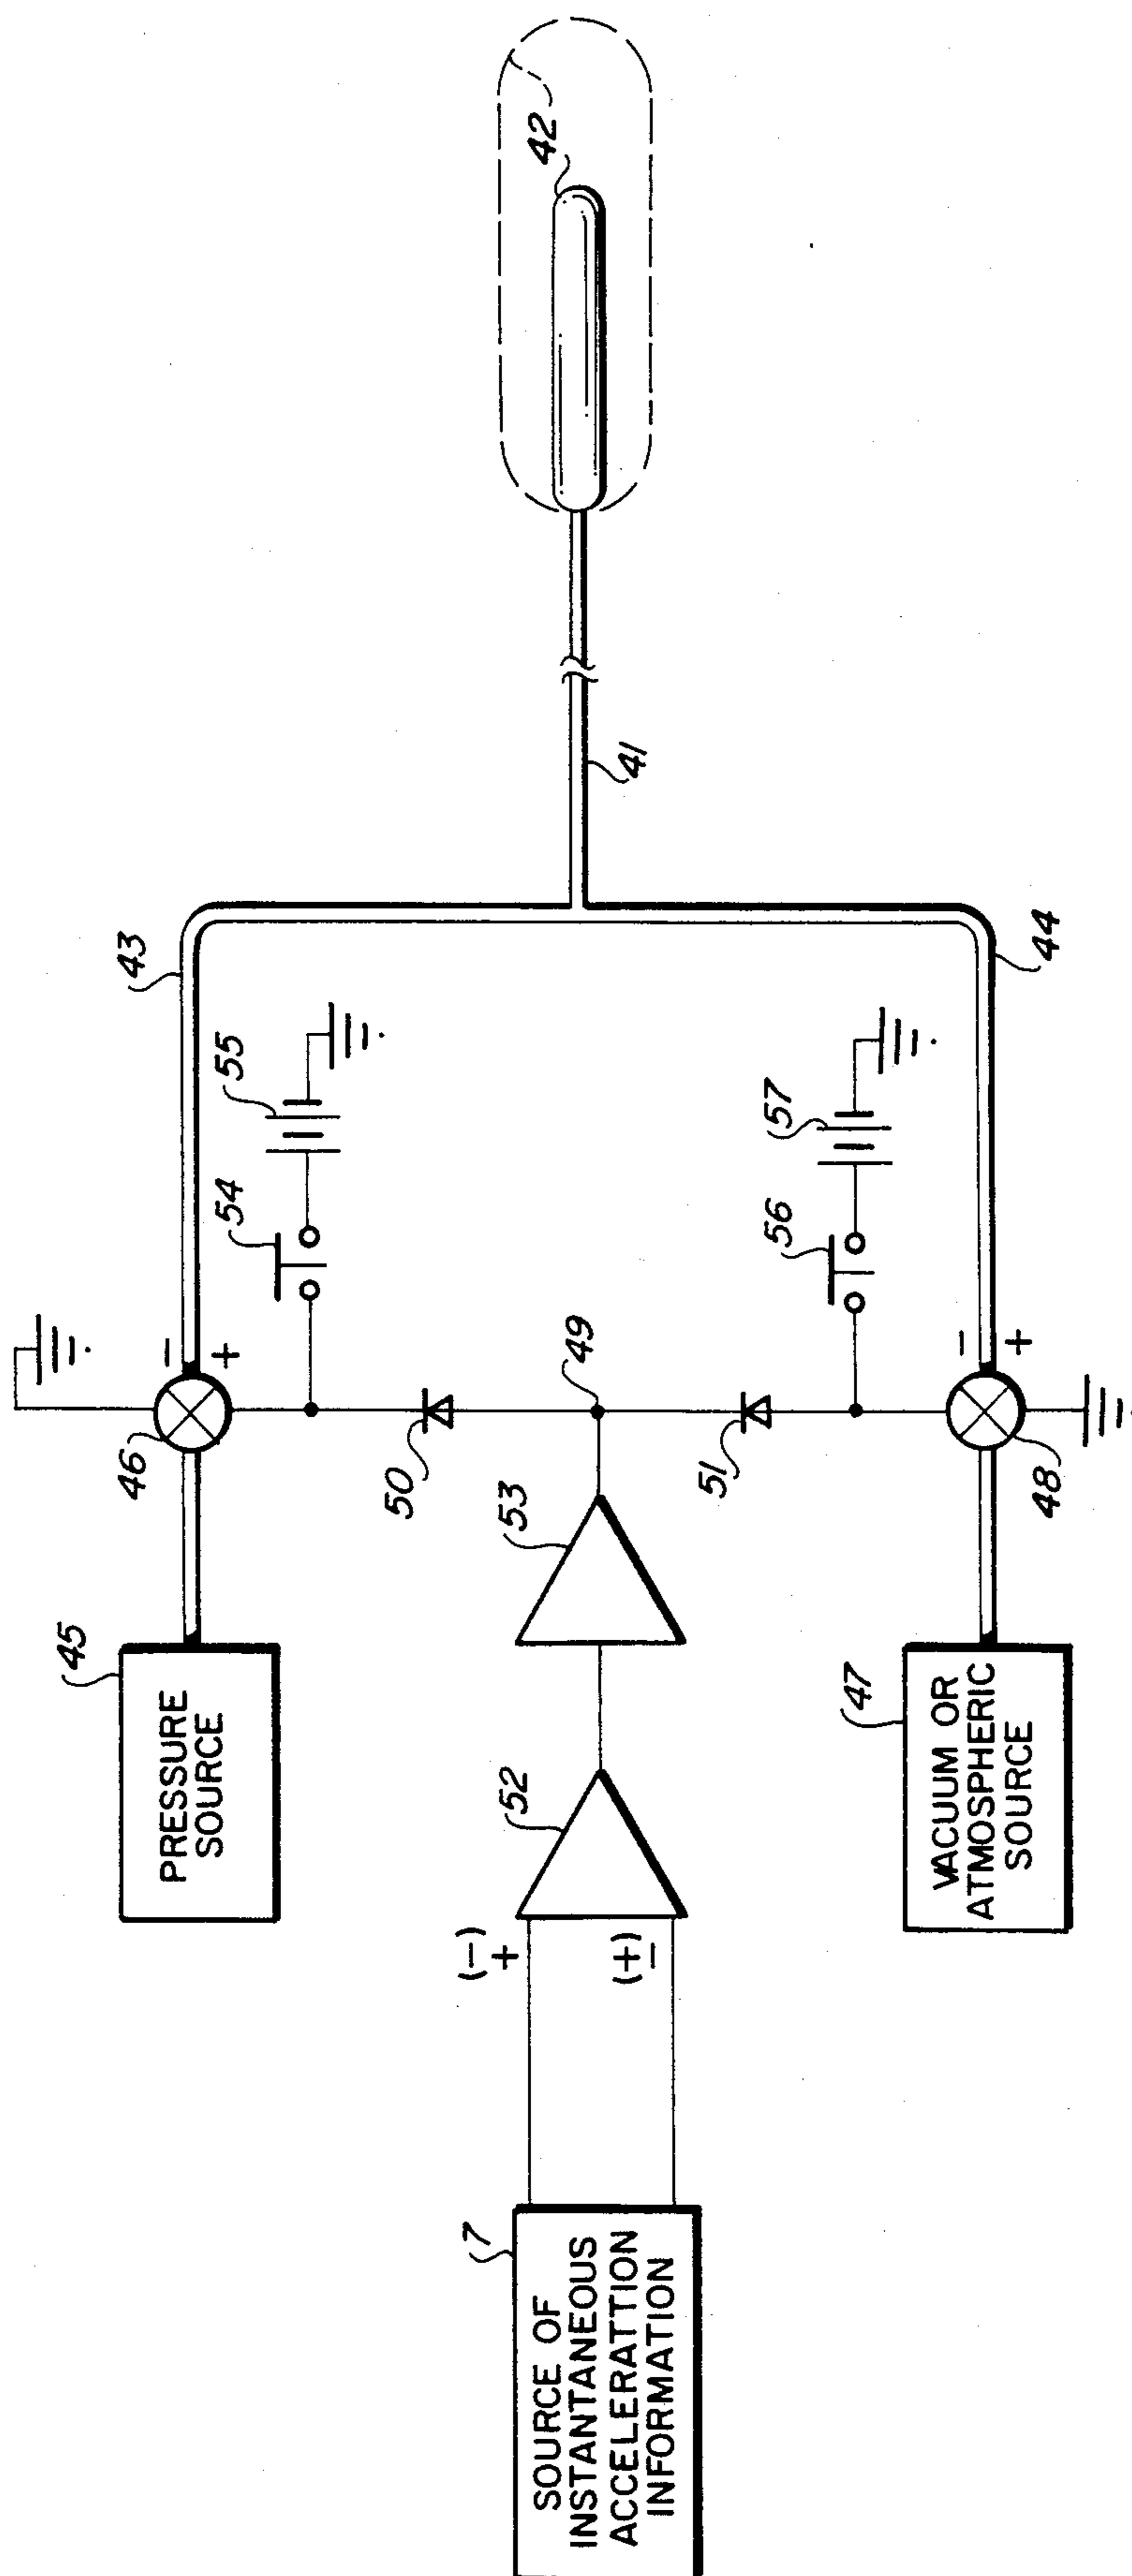 42
41
43
44
55
57
54
56
-
+
-
+
46
49
48
50
51
53
45
PRESSURE
SOURCE
52
47
VACUUM OR
ATMOSPHERIC
SOURCE
(-)
+
(+)
-
7
SOURCE OF
INSTANTANEOUS
ACCELERATION
INFORMATION